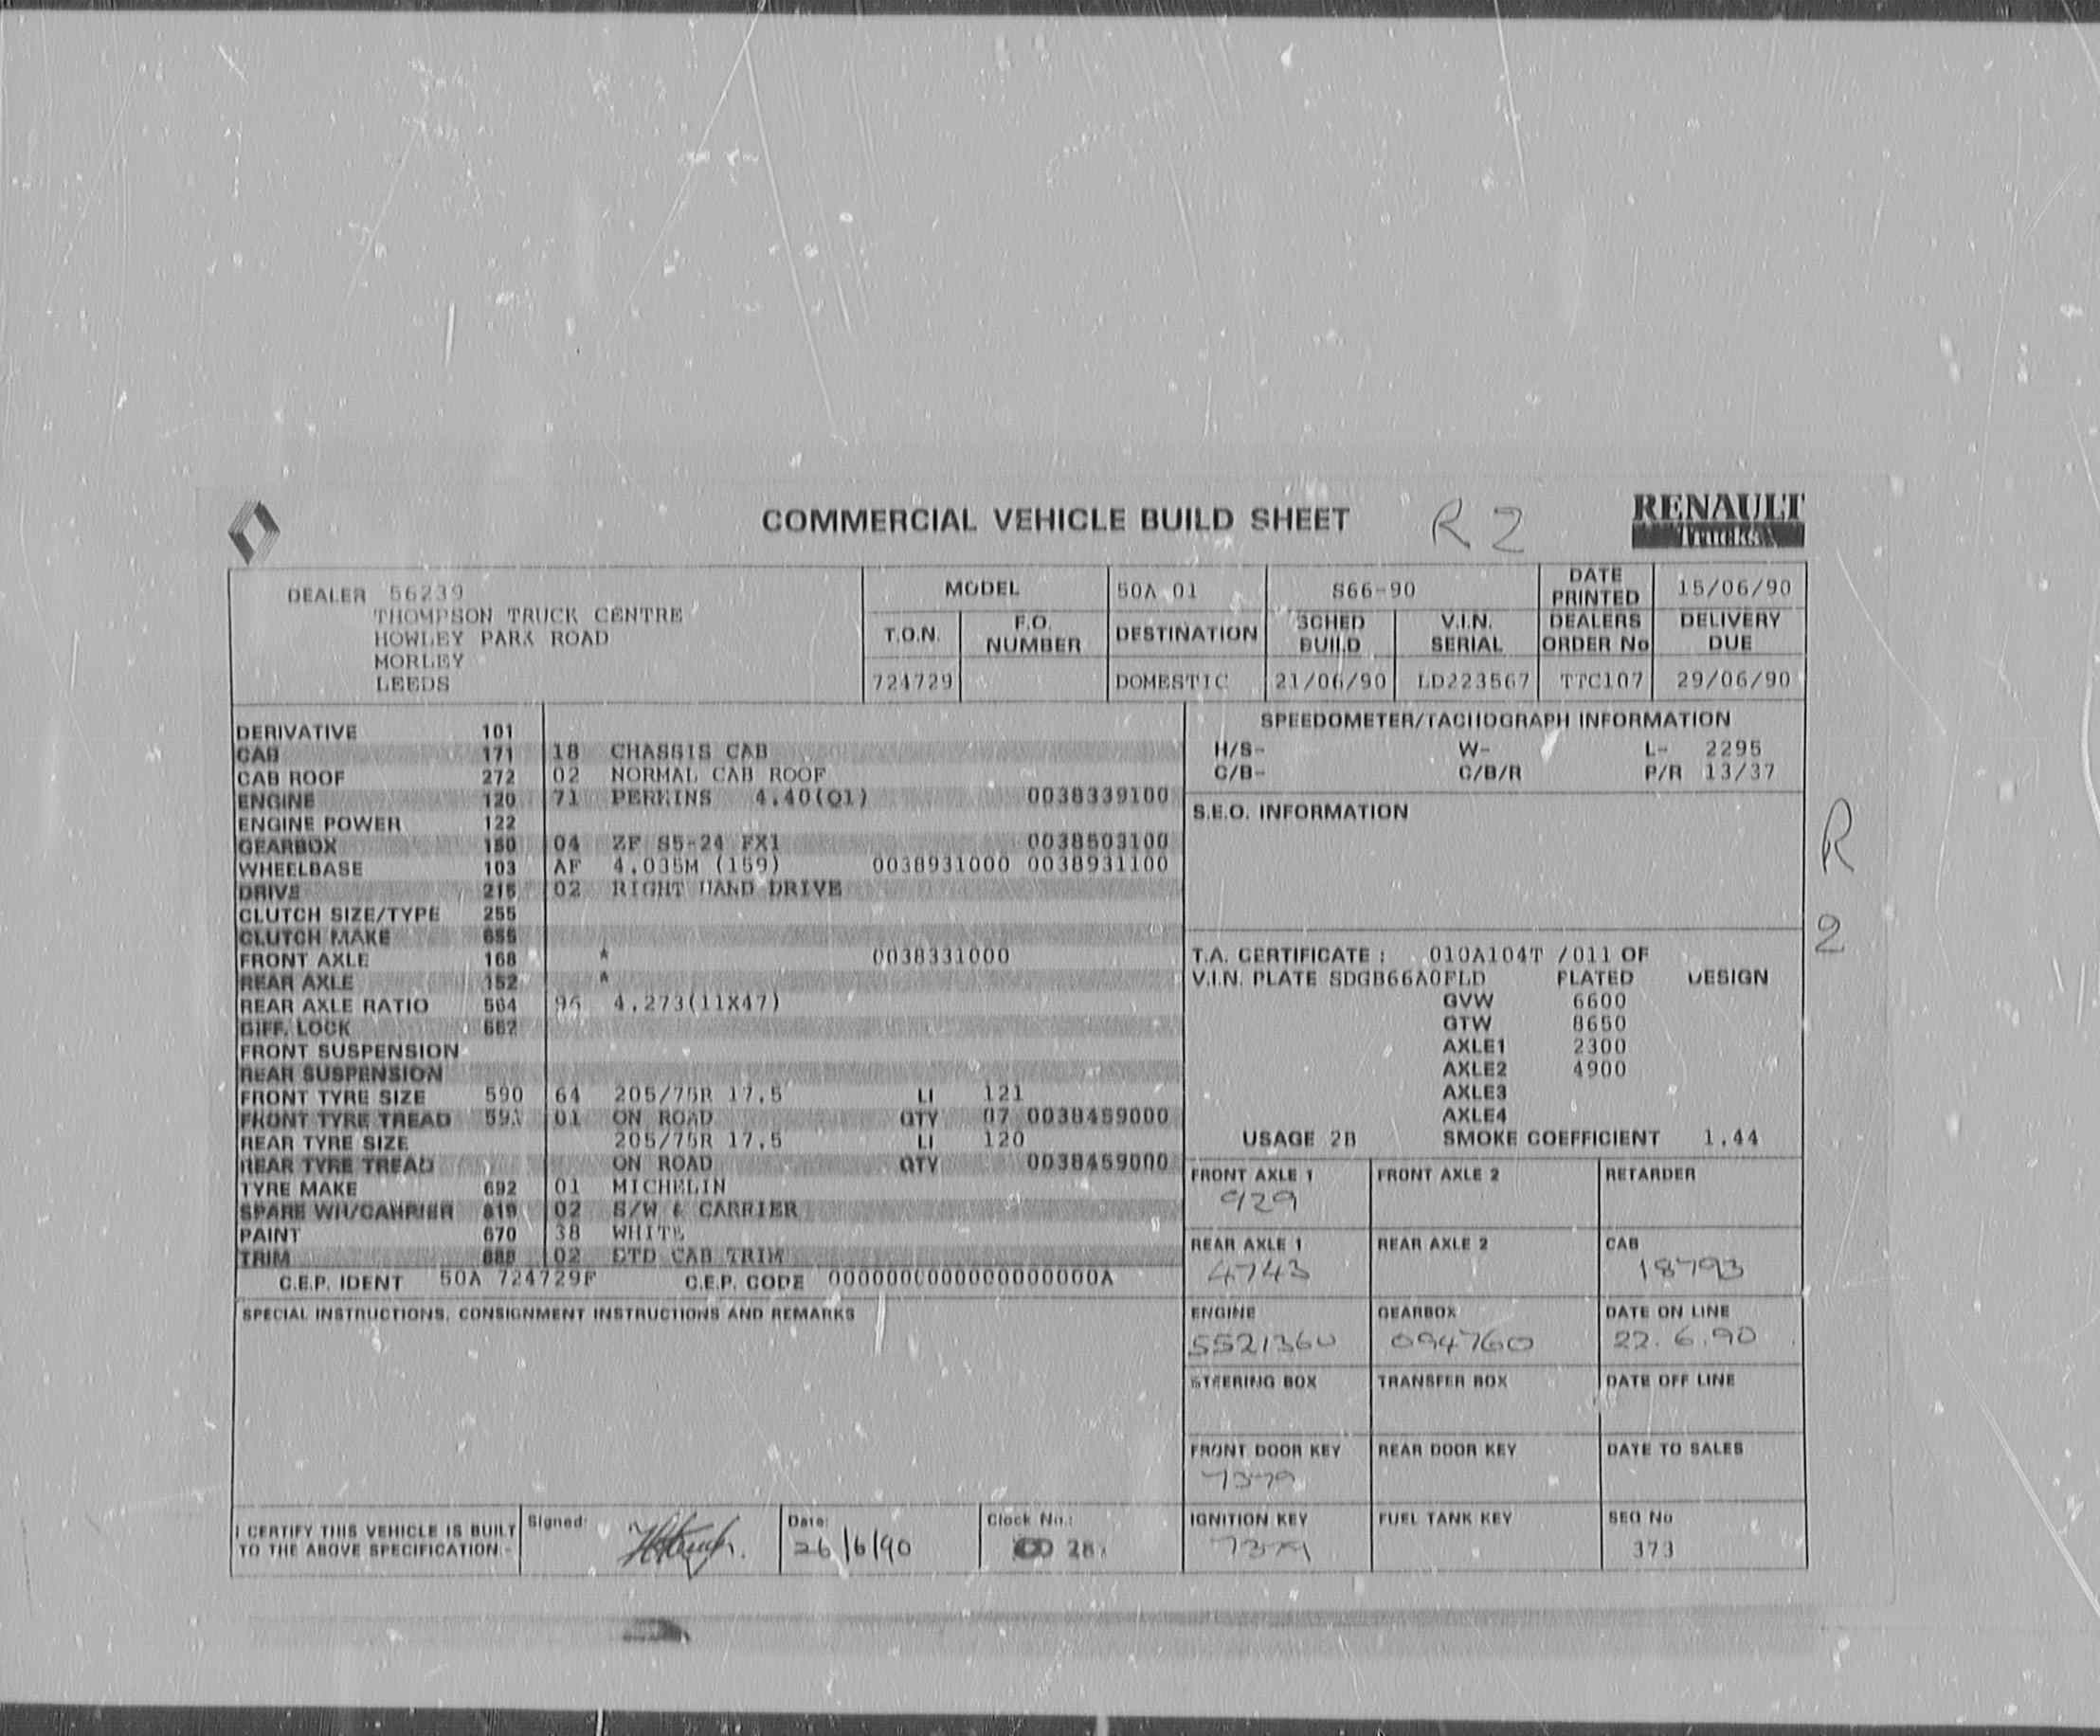 COMMERCIAL VEHICLE BUILD SHEET R2
RENAULT
Trucks
DEALER 56239
THOMPSON TRUCK CENTRE
HOWLEY PARK ROAD
MORLEY
LEEDS
MODEL 50A 01 S66-90 DATE PRINTED 15/06/90
T.O.N. F.O. NUMBER DESTINATION SCHED BUILD V.I.N. SERIAL DEALERS ORDER No DELIVERY DUE
724729 DOMESTIC 21/06/90 LD223567 TTC107 29/06/90
DERIVATIVE 101
CAB 171 18 CHASSIS CAB
CAB ROOF 272 02 NORMAL CAB ROOF
ENGINE 120 71 PERKINS 4.40(Q1) 0038339100
ENGINE POWER 122
GEARBOX 150 04 ZF S5-24 FX1 0038503100
WHEELBASE 103 AF 4.035M (159) 0038931000 0038931100
DRIVE 216 02 RIGHT HAND DRIVE
CLUTCH SIZE/TYPE 255
CLUTCH MAKE 655
FRONT AXLE 168 * 0038331000
REAR AXLE 152 *
REAR AXLE RATIO 564 96 4.273(11X47)
DIFF. LOCK 662
FRONT SUSPENSION
REAR SUSPENSION
FRONT TYRE SIZE 590 64 205/75R 17.5 LI 121
FRONT TYRE TREAD 01 ON ROAD QTY 07 0038459000
REAR TYRE SIZE 205/75R 17.5 LI 120
REAR TYRE TREAD ON ROAD QTY 0038459000
TYRE MAKE 692 01 MICHELIN
SPARE WH/CARRIER 819 02 S/W & CARRIER
PAINT 670 38 WHITE
TRIM 888 02 STD CAB TRIM
C.E.P. IDENT 50A 724729F C.E.P. CODE 00000000000000000000A
SPECIAL INSTRUCTIONS, CONSIGNMENT INSTRUCTIONS AND REMARKS
SPEEDOMETER/TACHOGRAPH INFORMATION
H/S- W- L- 2295
C/B- C/B/R P/R 13/37
S.E.O. INFORMATION
R
2
T.A. CERTIFICATE : 010A104T /011 OF
V.I.N. PLATE SDGB66A0FLD PLATED DESIGN
GVW 6600
GTW 8650
AXLE1 2300
AXLE2 4900
AXLE3
AXLE4
USAGE 2B SMOKE COEFFICIENT 1.44
FRONT AXLE 1 FRONT AXLE 2 RETARDER
929
REAR AXLE 1 REAR AXLE 2 CAB
4743 18793
ENGINE GEARBOX DATE ON LINE
5521360 094760 22.6.90
STEERING BOX TRANSFER BOX DATE OFF LINE
FRONT DOOR KEY REAR DOOR KEY DATE TO SALES
7379
IGNITION KEY FUEL TANK KEY SEQ No
7379 373
I CERTIFY THIS VEHICLE IS BUILT
TO THE ABOVE SPECIFICATION:-
Signed: Date: 26/6/90 Clock No.: 28